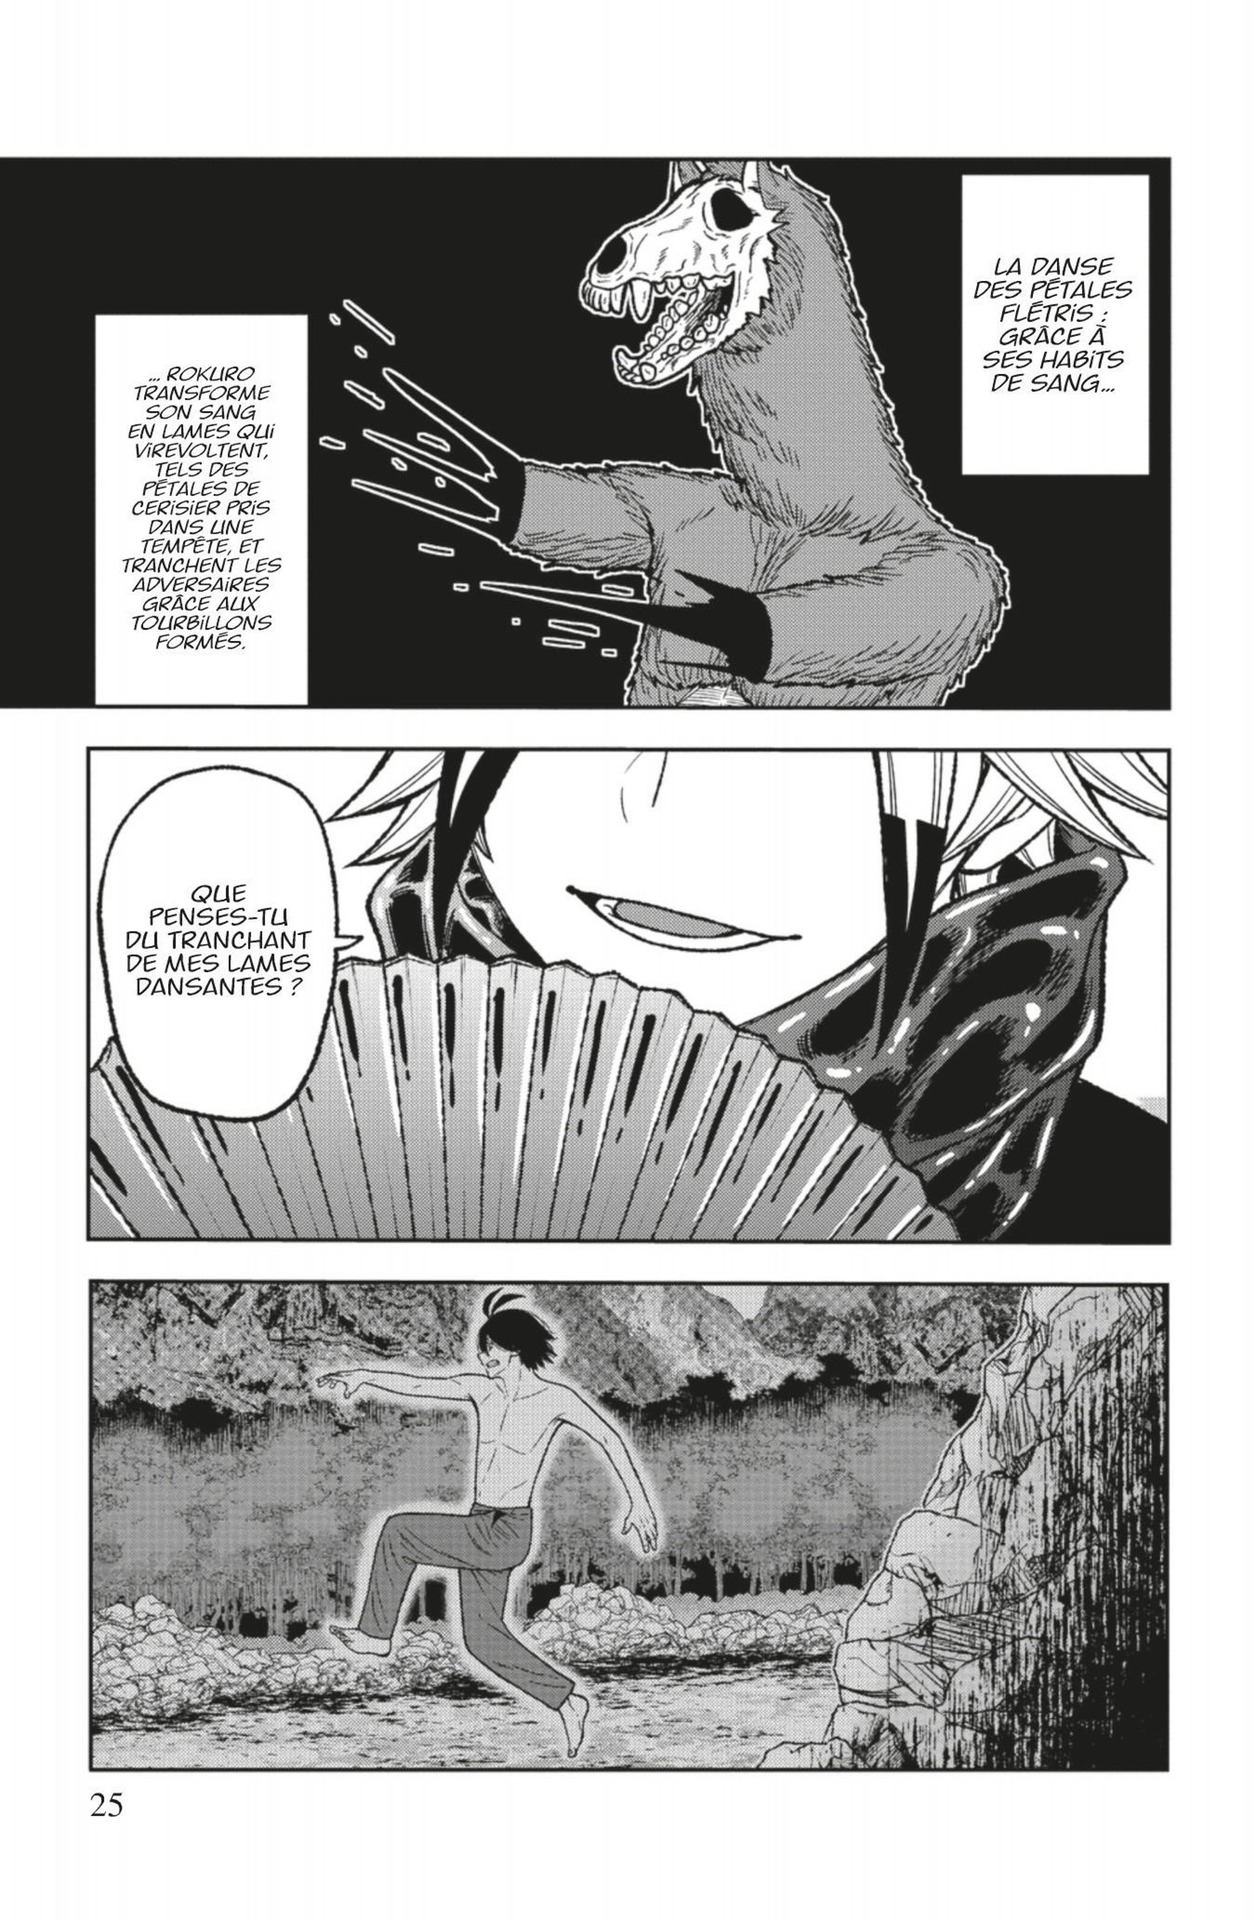 LA DANSE
DES PÉTALES
FLÉTRIS :
GRÂCE À
SES HABITS
DE SANG...
... ROKURO
TRANSFORME
SON SANG
EN LAMES QUI
VIREVOLTENT,
TELS DES
PÉTALES DE
CERISIER PRIS
DANS UNE
TEMPÊTE, ET
TRANCHENT LES
ADVERSAIRES
GRÂCE AUX
TOURBILLONS
FORMÉS.
QUE
PENSES-TU
DU TRANCHANT
DE MES LAMES
DANSANTES ?
25